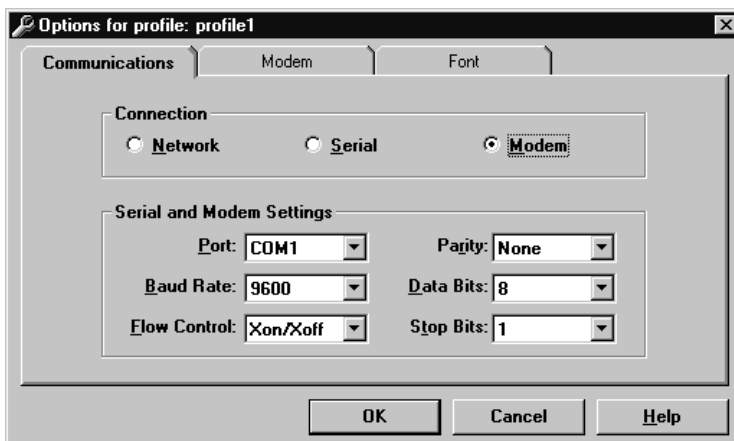 Options for profile: profile1
Communications Modem Font
Connection
Network Serial Modem
Serial and Modem Settings
Port: COM1 Parity: None
Baud Rate: 9600 Data Bits: 8
Flow Control: Xon/Xoff Stop Bits: 1
OK Cancel Help